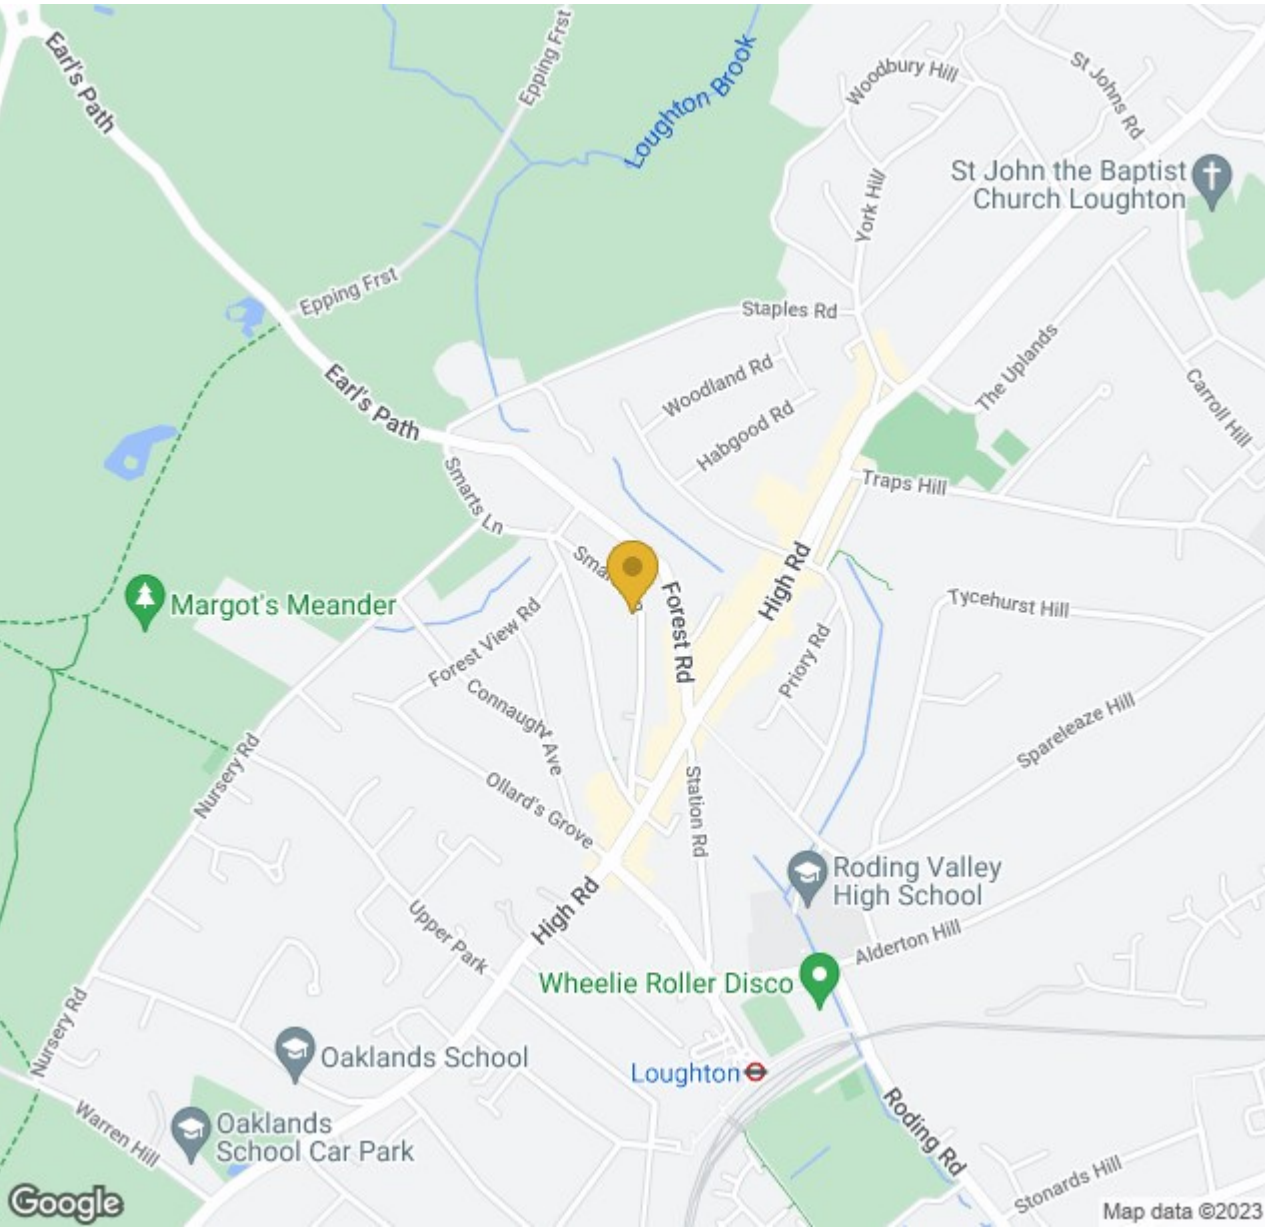 Earl's Path
Epping Frst
Loughton Brook
Woodbury Hill
St Johns Rd
St John the Baptist
Church Loughton
York Hill
Epping Frst
Staples Rd
Earl's Path
Woodland Rd
Habgood Rd
The Uplands
Carroll Hill
Smarts Ln
Traps Hill
High Rd
Forest Rd
Margot's Meander
Forest View Rd
Tycehurst Hill
Priory Rd
Connaught Ave
Spareleaze Hill
Nursery Rd
Ollard's Grove
Station Rd
Roding Valley
High School
High Rd
Upper Park
Alderton Hill
Wheelie Roller Disco
Nursery Rd
Oaklands School
Loughton
Warren Hill
Oaklands
School Car Park
Roding Rd
Stonards Hill
Google
Map data ©2023